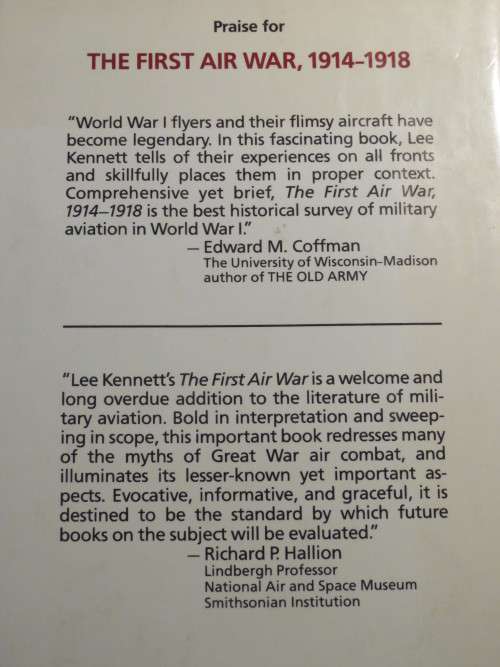 Praise for
THE FIRST AIR WAR, 1914–1918
“World War I flyers and their flimsy aircraft have
become legendary. In this fascinating book, Lee
Kennett tells of their experiences on all fronts
and skillfully places them in proper context.
Comprehensive yet brief, The First Air War,
1914–1918 is the best historical survey of military
aviation in World War I.”
— Edward M. Coffman
The University of Wisconsin–Madison
author of THE OLD ARMY
“Lee Kennett’s The First Air War is a welcome and
long overdue addition to the literature of mili-
tary aviation. Bold in interpretation and sweep-
ing in scope, this important book redresses many
of the myths of Great War air combat, and
illuminates its lesser-known yet important as-
pects. Evocative, informative, and graceful, it is
destined to be the standard by which future
books on the subject will be evaluated.”
— Richard P. Hallion
Lindbergh Professor
National Air and Space Museum
Smithsonian Institution